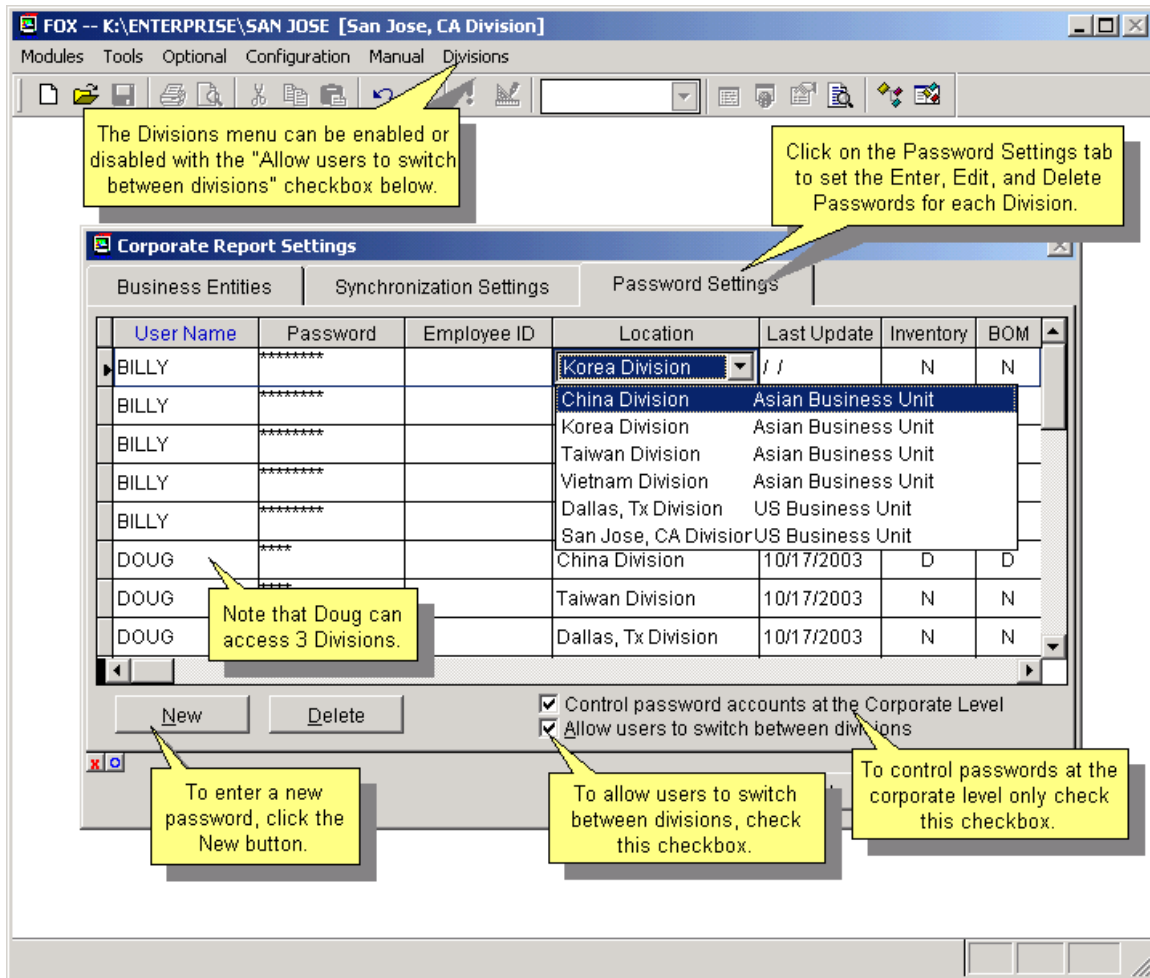 FOX -- K:\ENTERPRISE\SAN JOSE [San Jose, CA Division]
Modules Tools Optional Configuration Manual Divisions
The Divisions menu can be enabled or
disabled with the "Allow users to switch
between divisions" checkbox below.
Click on the Password Settings tab
to set the Enter, Edit, and Delete
Passwords for each Division.
Corporate Report Settings
Business Entities Synchronization Settings Password Settings
User Name Password Employee ID Location Last Update Inventory BOM
BILLY ******** Korea Division / / N N
China Division Asian Business Unit
BILLY ********
Korea Division Asian Business Unit
BILLY ********
Taiwan Division Asian Business Unit
BILLY ********
Vietnam Division Asian Business Unit
Dallas, Tx Division US Business Unit
BILLY ********
San Jose, CA Division US Business Unit
DOUG **** China Division 10/17/2003 D D
DOUG **** Taiwan Division 10/17/2003 N N
DOUG Dallas, Tx Division 10/17/2003 N N
Note that Doug can
access 3 Divisions.
New Delete
Control password accounts at the Corporate Level
Allow users to switch between divisions
x o
To enter a new
password, click the
New button.
To allow users to switch
between divisions, check
this checkbox.
To control passwords at the
corporate level only check
this checkbox.